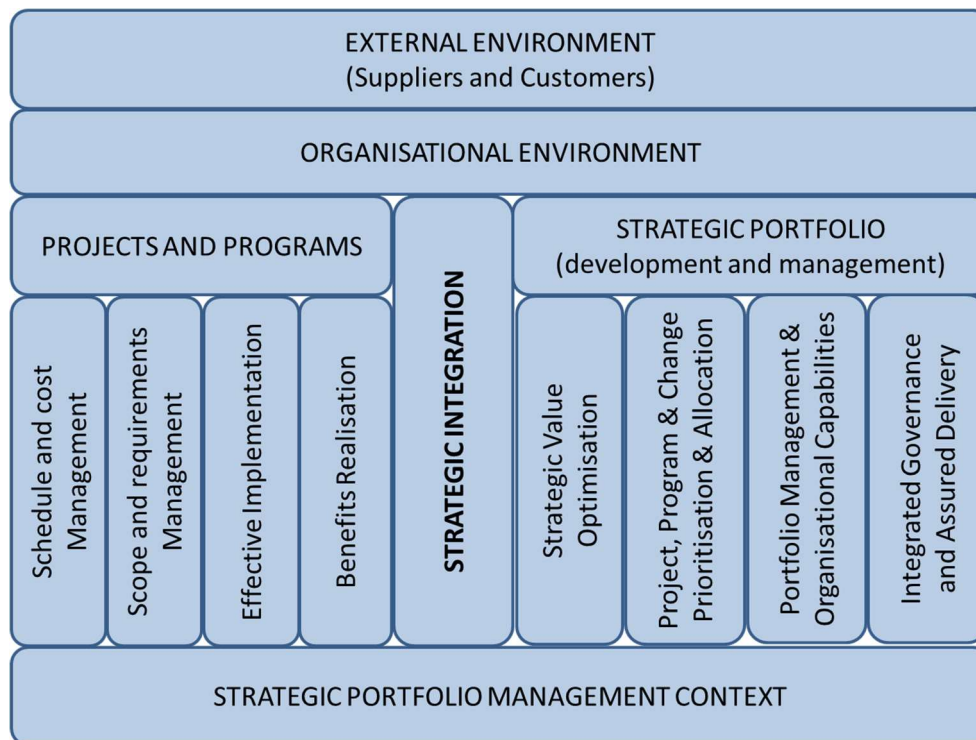 EXTERNAL ENVIRONMENT
(Suppliers and Customers)
ORGANISATIONAL ENVIRONMENT
PROJECTS AND PROGRAMS
STRATEGIC PORTFOLIO
(development and management)
Schedule and cost
Management
Scope and requirements
Management
Effective Implementation
Benefits Realisation
STRATEGIC INTEGRATION
Strategic Value
Optimisation
Project, Program & Change
Prioritisation & Allocation
Portfolio Management &
Organisational Capabilities
Integrated Governance
and Assured Delivery
STRATEGIC PORTFOLIO MANAGEMENT CONTEXT